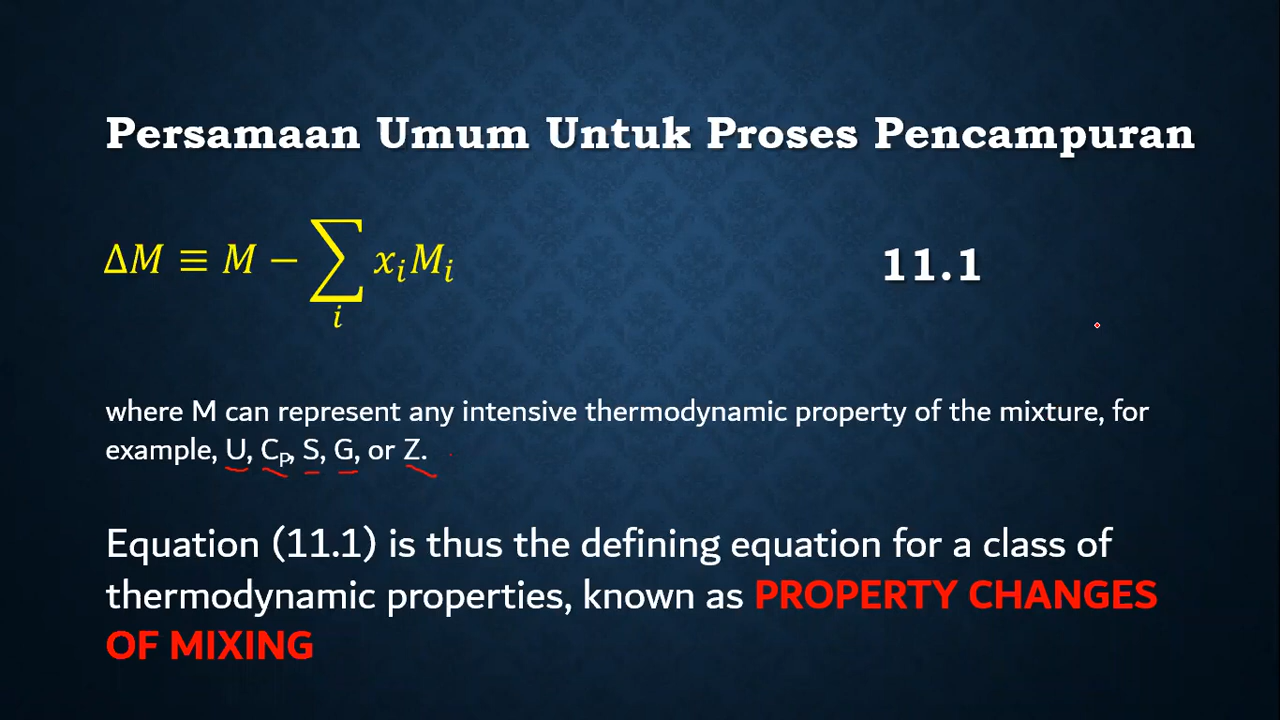 Persamaan Umum Untuk Proses Pencampuran
ΔM ≡ M − ∑ᵢ xᵢMᵢ
11.1
where M can represent any intensive thermodynamic property of the mixture, for
example, U, C_P, S, G, or Z.
Equation (11.1) is thus the defining equation for a class of
thermodynamic properties, known as PROPERTY CHANGES
OF MIXING